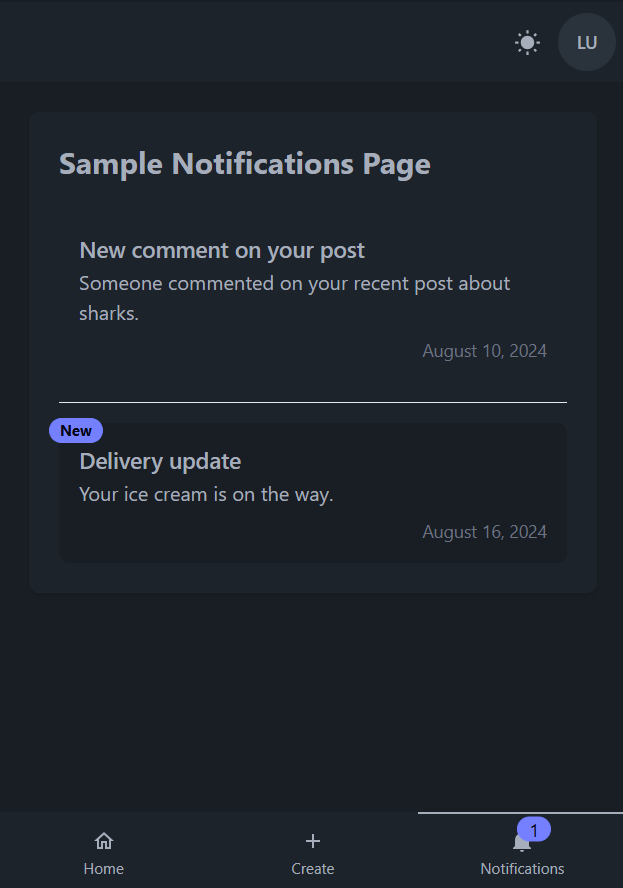 LU
Sample Notifications Page
New comment on your post
Someone commented on your recent post about
sharks.
August 10, 2024
New
Delivery update
Your ice cream is on the way.
August 16, 2024
1
Home
Create
Notifications